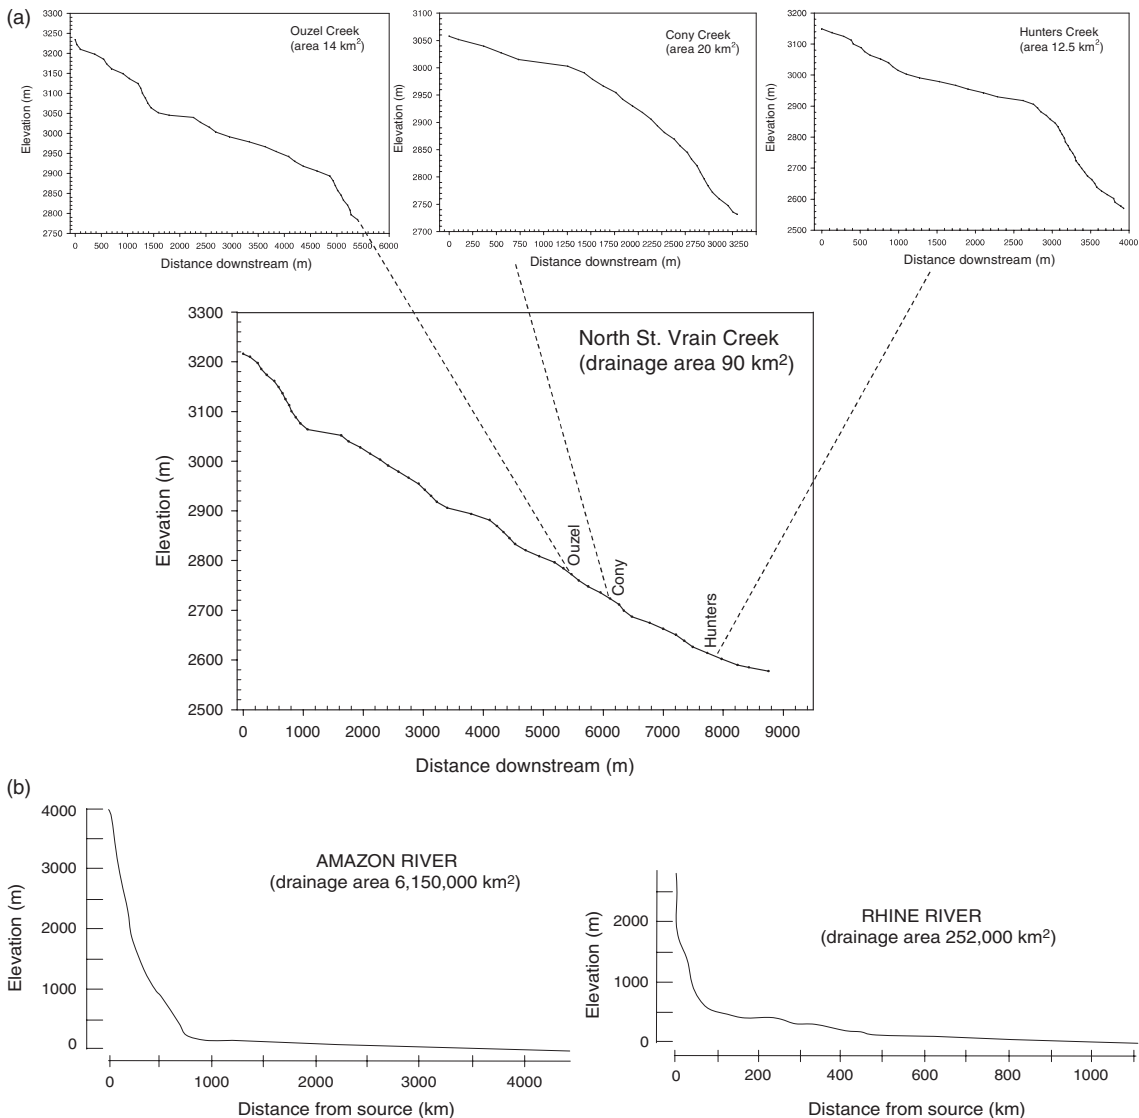 (a)
3300
3250
3200
3150
3100
3050
3000
2950
2900
2850
2800
2750
Elevation (m)
Ouzel Creek
(area 14 km²)
0 500 1000 1500 2000 2500 3000 3500 4000 4500 5000 5500 6000
Distance downstream (m)
3100
3050
3000
2950
2900
2850
2800
2750
2700
Elevation (m)
Cony Creek
(area 20 km²)
0 250 500 750 1000 1250 1500 1750 2000 2250 2500 2750 3000 3250
Distance downstream (m)
3200
3100
3000
2900
2800
2700
2600
2500
Elevation (m)
Hunters Creek
(area 12.5 km²)
0 500 1000 1500 2000 2500 3000 3500 4000
Distance downstream (m)
3300
3200
3100
3000
2900
2800
2700
2600
2500
Elevation (m)
North St. Vrain Creek
(drainage area 90 km²)
Ouzel
Cony
Hunters
0 1000 2000 3000 4000 5000 6000 7000 8000 9000
Distance downstream (m)
(b)
4000
3000
2000
1000
0
Elevation (m)
AMAZON RIVER
(drainage area 6,150,000 km²)
0 1000 2000 3000 4000
Distance from source (km)
2000
1000
0
Elevation (m)
RHINE RIVER
(drainage area 252,000 km²)
0 200 400 600 800 1000
Distance from source (km)